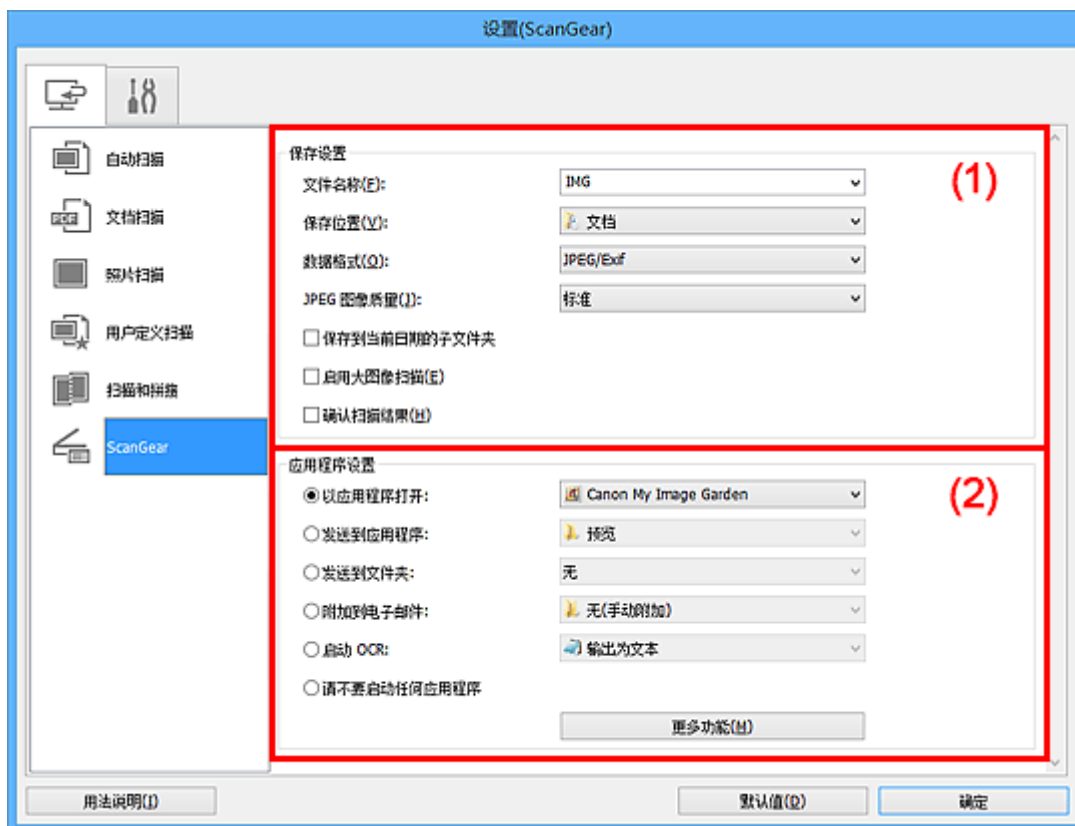 设置(ScanGear)
自动扫描
文档扫描
照片扫描
用户定义扫描
扫描和拼接
ScanGear
PDF
保存设置
(1)
文件名称(F): IMG
保存位置(V): 文档
数据格式(O): JPEG/Exif
JPEG 图像质量(J): 标准
保存到当前日期的子文件夹
启用大图像扫描(E)
确认扫描结果(H)
应用程序设置
(2)
以应用程序打开: Canon My Image Garden
发送到应用程序: 预览
发送到文件夹: 无
附加到电子邮件: 无(手动附加)
启动 OCR: 输出为文本
请不要启动任何应用程序
更多功能(M)
用法说明(I) 默认值(D) 确定